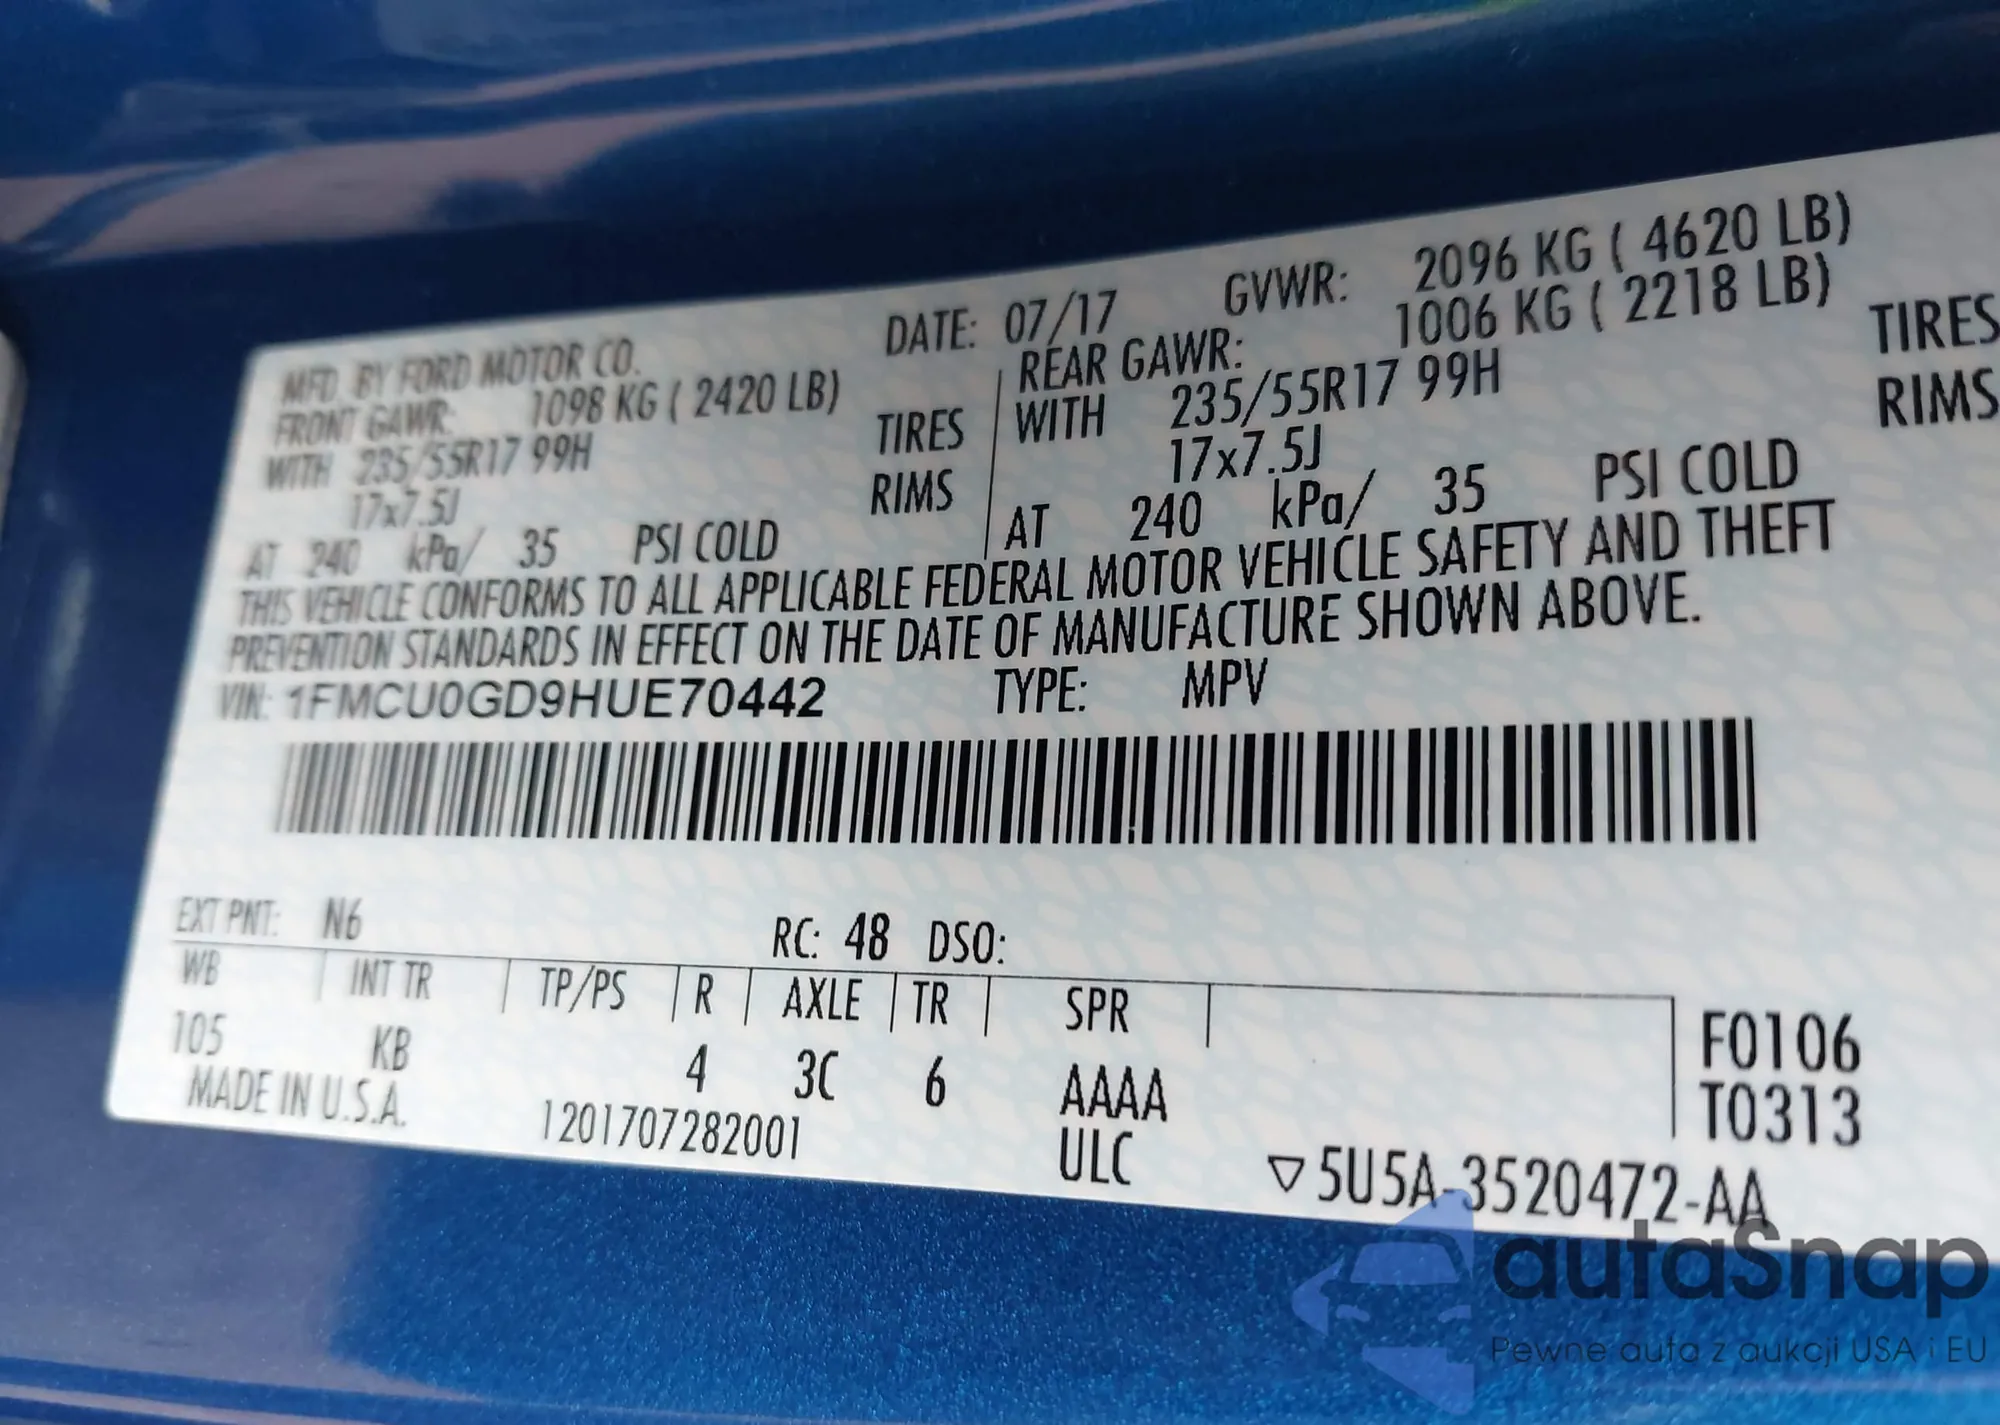 MFD. BY FORD MOTOR CO. DATE: 07/17 GVWR: 2096 KG ( 4620 LB)
FRONT GAWR: 1098 KG ( 2420 LB) REAR GAWR: 1006 KG ( 2218 LB)
WITH 235/55R17 99H TIRES WITH 235/55R17 99H TIRES
17x7.5J RIMS 17x7.5J RIMS
AT 240 kPa/ 35 PSI COLD AT 240 kPa/ 35 PSI COLD
THIS VEHICLE CONFORMS TO ALL APPLICABLE FEDERAL MOTOR VEHICLE SAFETY AND THEFT
PREVENTION STANDARDS IN EFFECT ON THE DATE OF MANUFACTURE SHOWN ABOVE.
VIN: 1FMCU0GD9HUE70442 TYPE: MPV
EXT PNT: N6 RC: 48 DSO:
WB INT TR TP/PS R AXLE TR SPR
105 KB 4 3C 6 AAAA F0106
T0313
MADE IN U.S.A. 1201707282001 ULC ▽5U5A-3520472-AA
autaSnap
Pewne auta z aukcji USA i EU